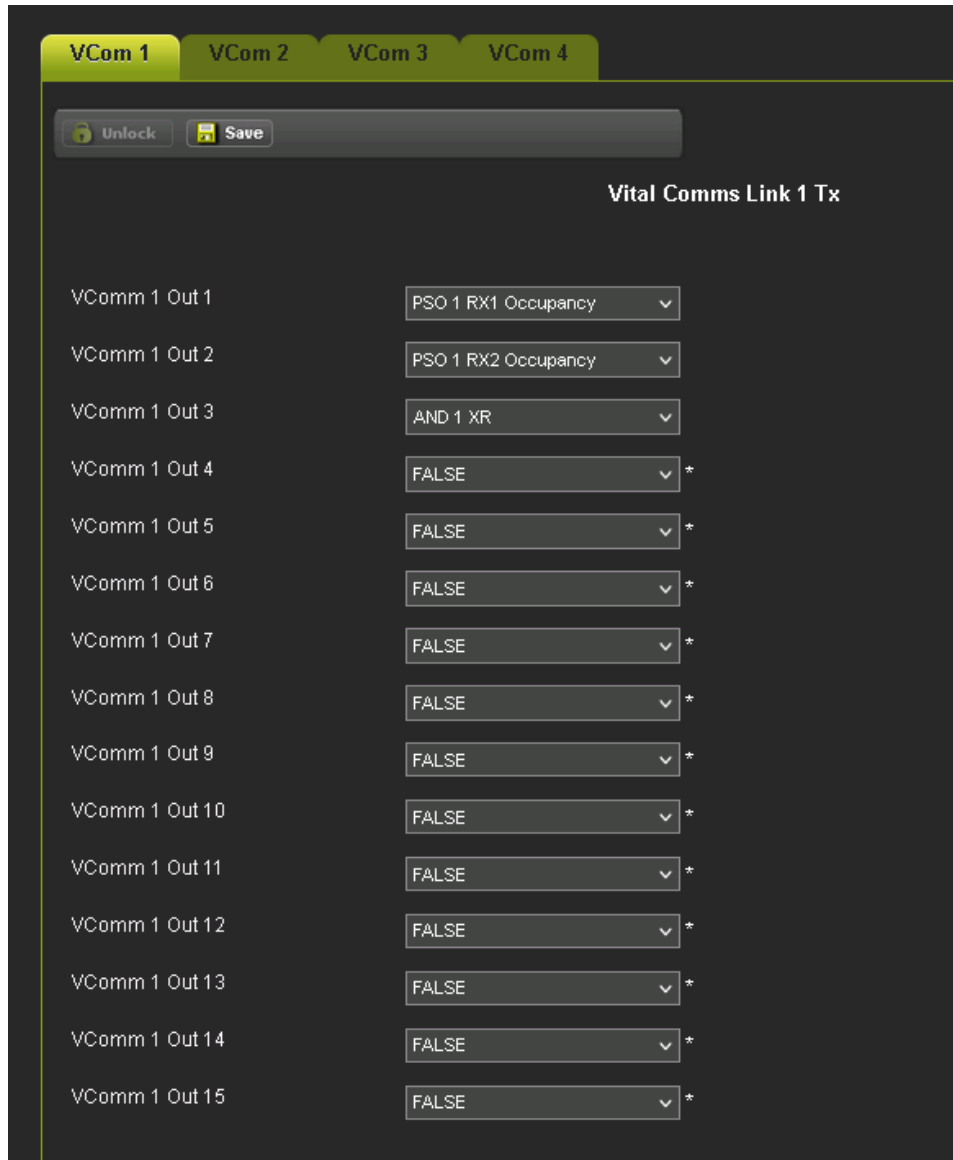 VCom 1 VCom 2 VCom 3 VCom 4
Unlock Save
Vital Comms Link 1 Tx
VComm 1 Out 1 PSO 1 RX1 Occupancy
VComm 1 Out 2 PSO 1 RX2 Occupancy
VComm 1 Out 3 AND 1 XR
VComm 1 Out 4 FALSE *
VComm 1 Out 5 FALSE *
VComm 1 Out 6 FALSE *
VComm 1 Out 7 FALSE *
VComm 1 Out 8 FALSE *
VComm 1 Out 9 FALSE *
VComm 1 Out 10 FALSE *
VComm 1 Out 11 FALSE *
VComm 1 Out 12 FALSE *
VComm 1 Out 13 FALSE *
VComm 1 Out 14 FALSE *
VComm 1 Out 15 FALSE *